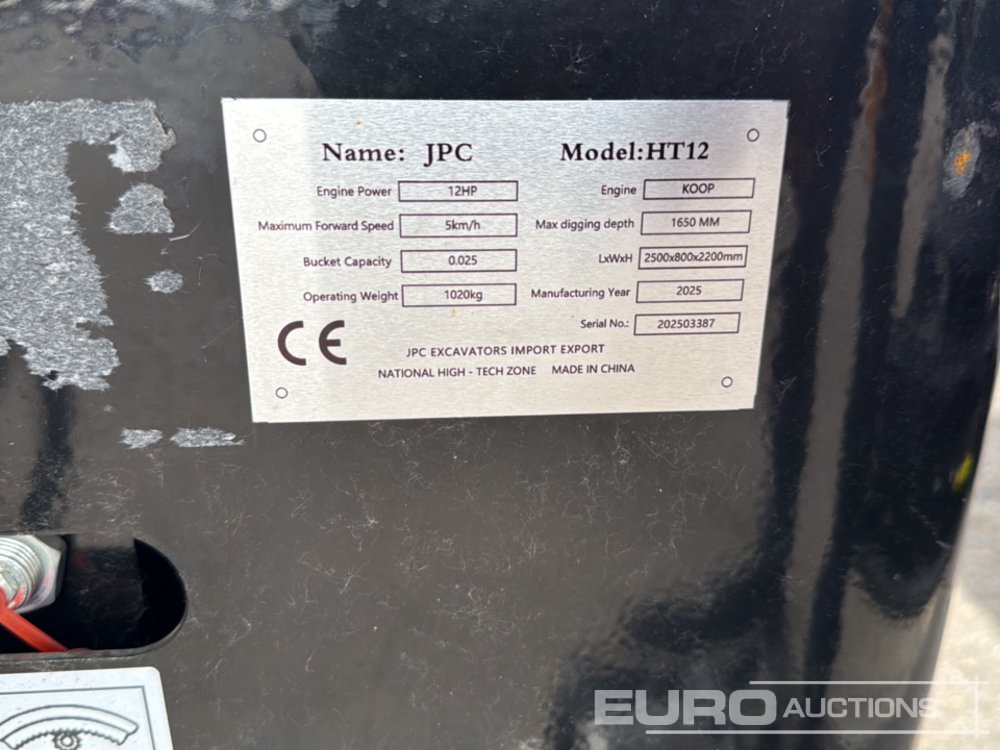 Name: JPC Model:HT12
Engine Power 12HP Engine KOOP
Maximum Forward Speed 5km/h Max digging depth 1650 MM
Bucket Capacity 0.025 LxWxH 2500x800x2200mm
Operating Weight 1020kg Manufacturing Year 2025
Serial No.: 202503387
CE
JPC EXCAVATORS IMPORT EXPORT
NATIONAL HIGH - TECH ZONE MADE IN CHINA
EURO AUCTIONS